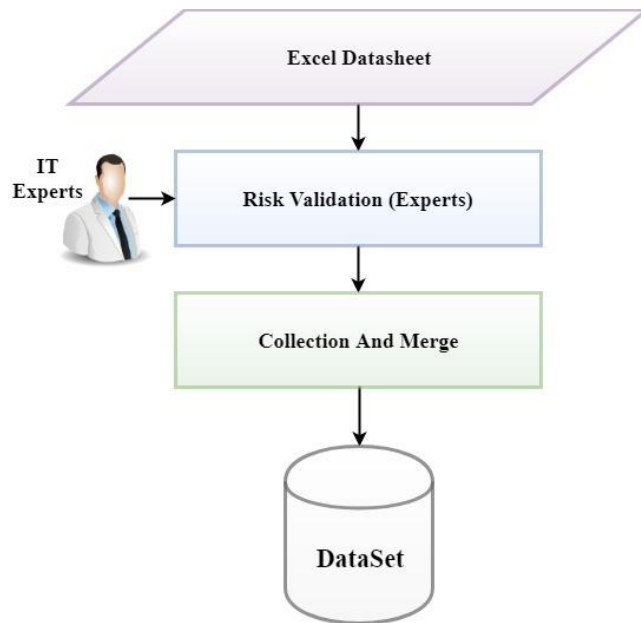 Excel Datasheet
IT
Experts
Risk Validation (Experts)
Collection And Merge
DataSet